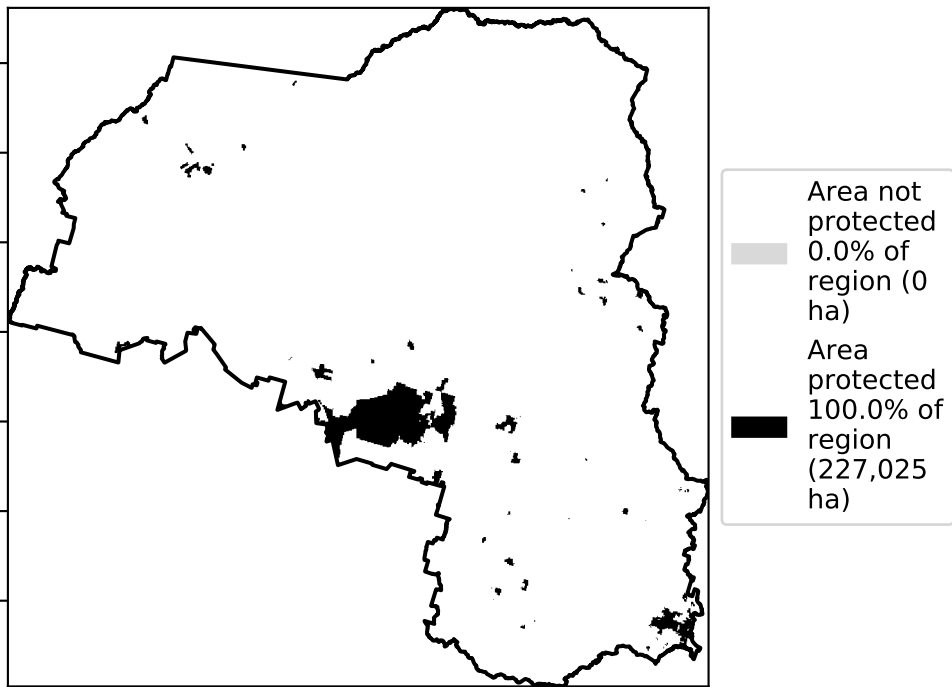 Area not
protected
0.0% of
region (0
ha)
Area
protected
100.0% of
region
(227,025
ha)